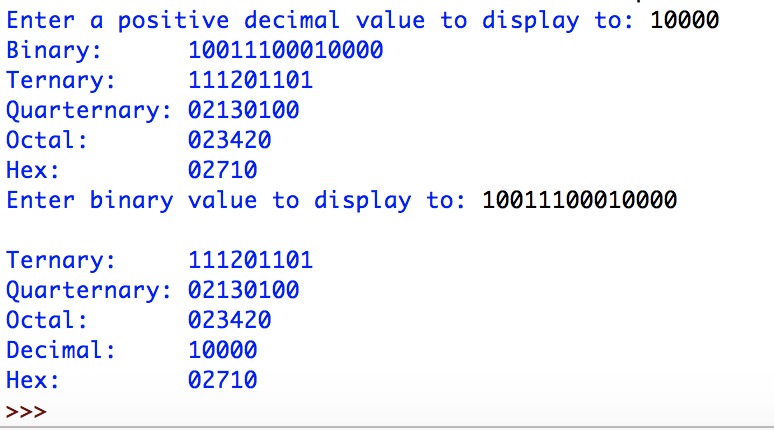 Enter a positive decimal value to display to: 10000
Binary: 10011100010000
Ternary: 111201101
Quarternary: 02130100
Octal: 023420
Hex: 02710
Enter binary value to display to: 10011100010000
Ternary: 111201101
Quarternary: 02130100
Octal: 023420
Decimal: 10000
Hex: 02710
>>>